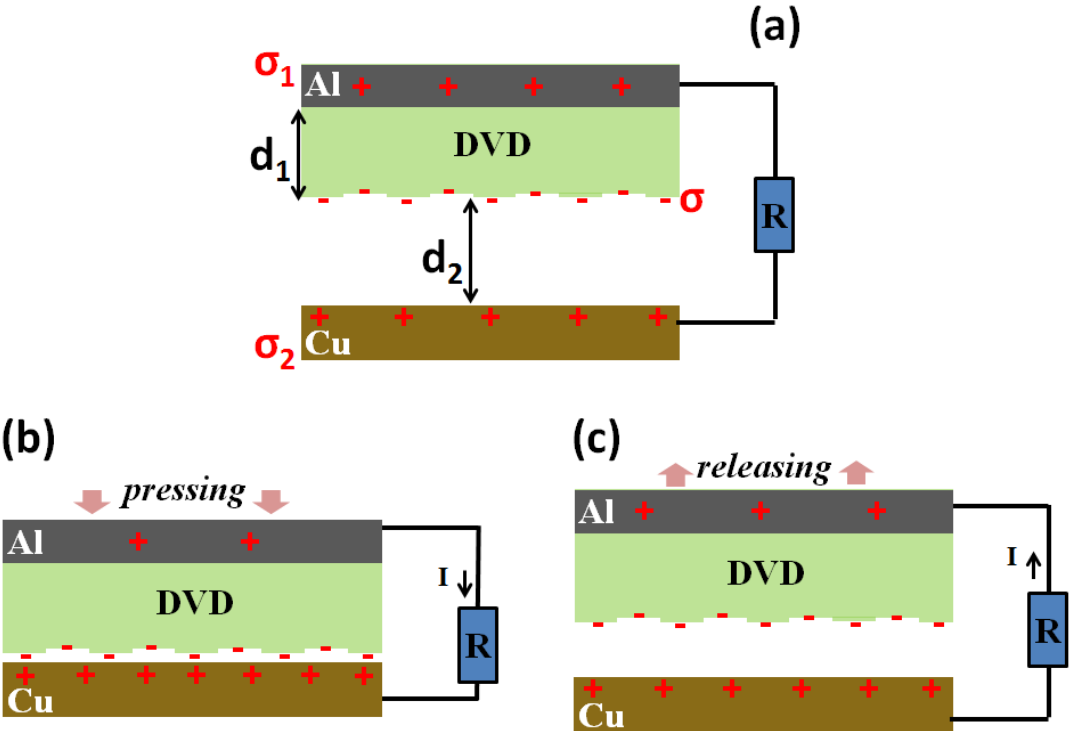 (a)
σ1
Al
+ + + +
d1
DVD
σ
R
d2
+ + + + +
σ2
Cu
(b)
pressing
Al
+ +
I
DVD
R
+ + + + + + +
Cu
(c)
releasing
Al
+ + +
I
DVD
R
+ + + + + +
Cu